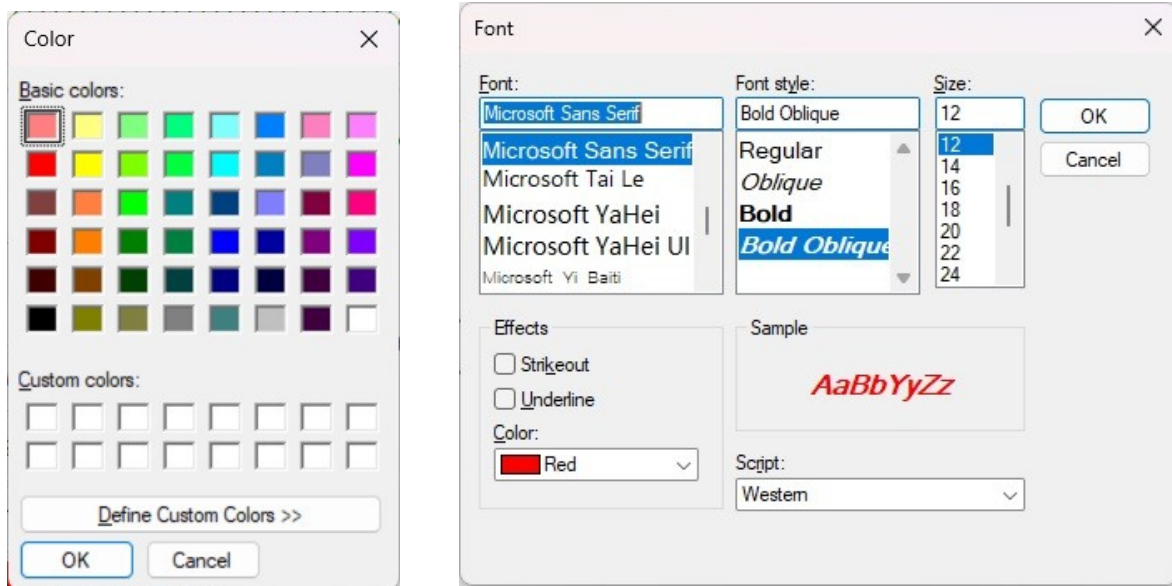 Color
Basic colors:
Custom colors:
Define Custom Colors >>
OK
Cancel
Font
Font:
Microsoft Sans Serif
Microsoft Sans Serif
Microsoft Tai Le
Microsoft YaHei
Microsoft YaHei UI
Microsoft Yi Baiti
Font style:
Bold Oblique
Regular
Oblique
Bold
Bold Oblique
Size:
12
12
14
16
18
20
22
24
OK
Cancel
Effects
Strikeout
Underline
Color:
Red
Sample
AaBbYyZz
Script:
Western